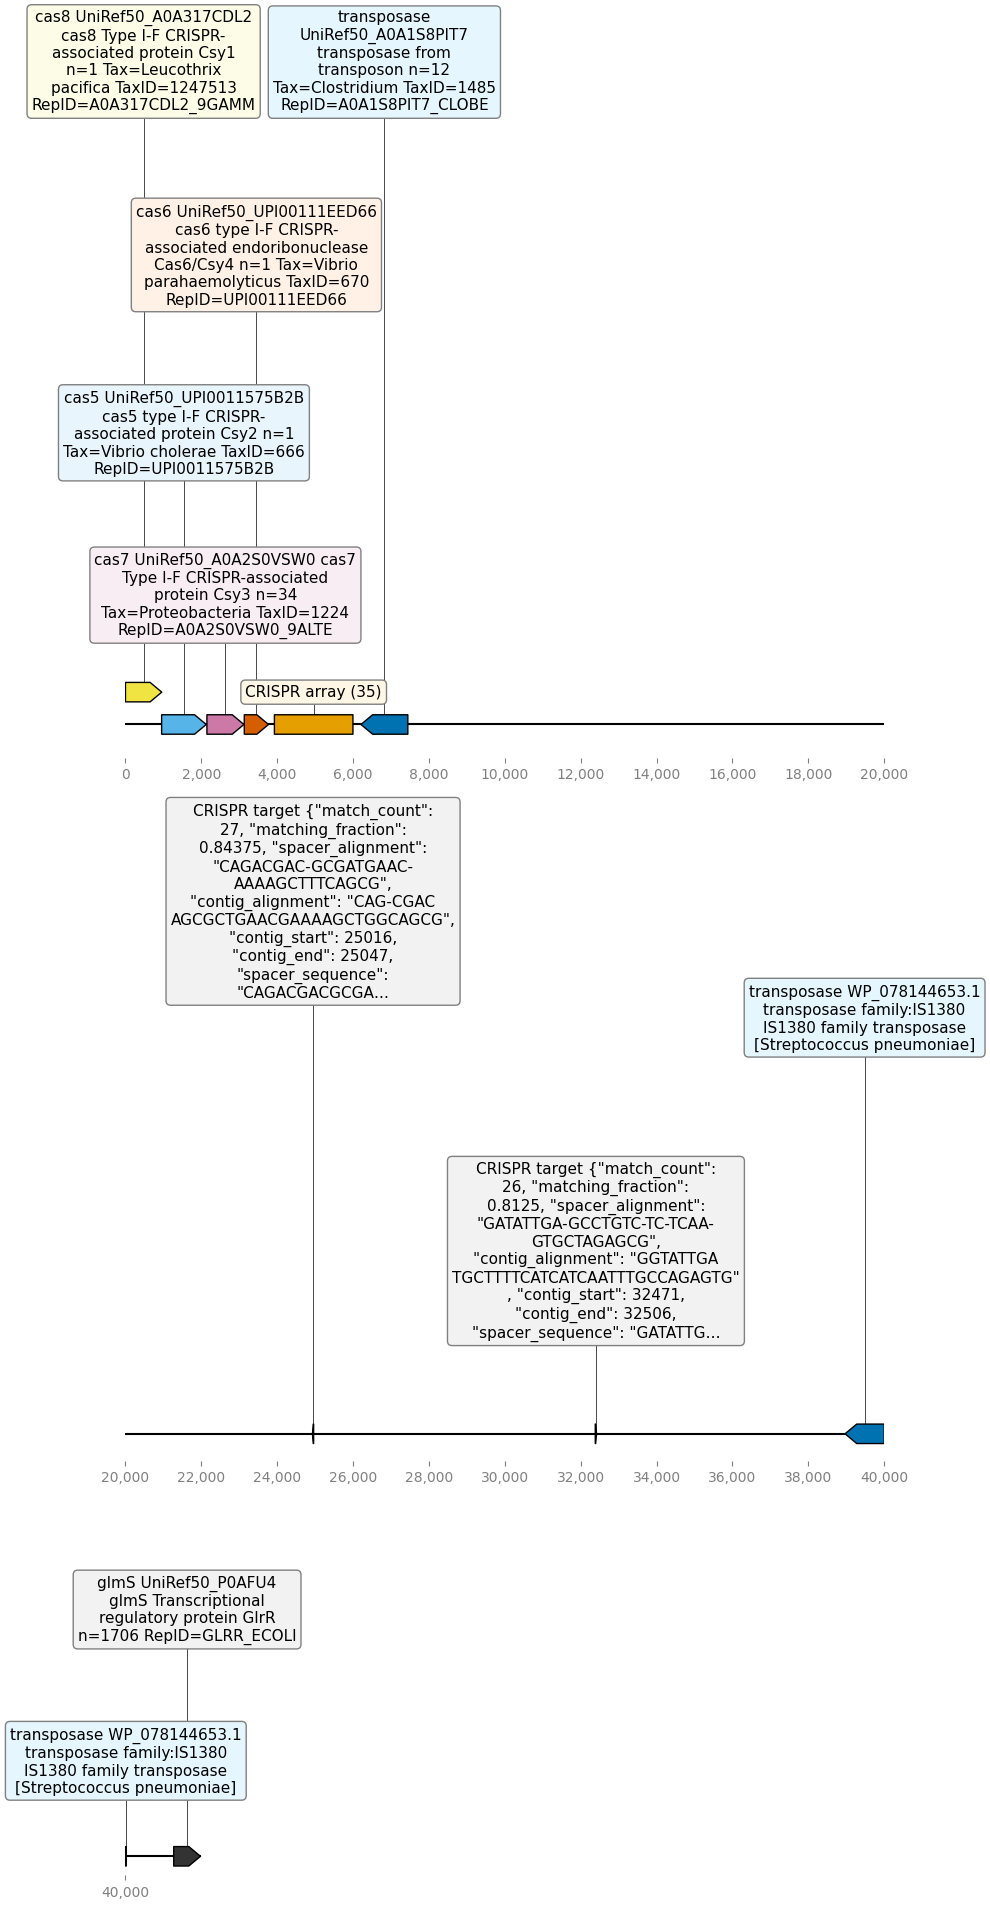 cas8 UniRef50_A0A317CDL2
cas8 Type I-F CRISPR-
associated protein Csy1
n=1 Tax=Leucothrix
pacifica TaxID=1247513
RepID=A0A317CDL2_9GAMM
transposase
UniRef50_A0A1S8PIT7
transposase from
transposon n=12
Tax=Clostridium TaxID=1485
RepID=A0A1S8PIT7_CLOBE
cas6 UniRef50_UPI00111EED66
cas6 type I-F CRISPR-
associated endoribonuclease
Cas6/Csy4 n=1 Tax=Vibrio
parahaemolyticus TaxID=670
RepID=UPI00111EED66
cas5 UniRef50_UPI0011575B2B
cas5 type I-F CRISPR-
associated protein Csy2 n=1
Tax=Vibrio cholerae TaxID=666
RepID=UPI0011575B2B
cas7 UniRef50_A0A2S0VSW0 cas7
Type I-F CRISPR-associated
protein Csy3 n=34
Tax=Proteobacteria TaxID=1224
RepID=A0A2S0VSW0_9ALTE
CRISPR array (35)
0 2,000 4,000 6,000 8,000 10,000 12,000 14,000 16,000 18,000 20,000
CRISPR target {"match_count":
27, "matching_fraction":
0.84375, "spacer_alignment":
"CAGACGAC-GCGATGAAC-
AAAAGCTTTCAGCG",
"contig_alignment": "CAG-CGAC
AGCGCTGAACGAAAAGCTGGCAGCG",
"contig_start": 25016,
"contig_end": 25047,
"spacer_sequence":
"CAGACGACGCGA...
transposase WP_078144653.1
transposase family:IS1380
IS1380 family transposase
[Streptococcus pneumoniae]
CRISPR target {"match_count":
26, "matching_fraction":
0.8125, "spacer_alignment":
"GATATTGA-GCCTGTC-TC-TCAA-
GTGCTAGAGCG",
"contig_alignment": "GGTATTGA
TGCTTTTCATCATCAATTTGCCAGAGTG"
, "contig_start": 32471,
"contig_end": 32506,
"spacer_sequence": "GATATTG...
20,000 22,000 24,000 26,000 28,000 30,000 32,000 34,000 36,000 38,000 40,000
glmS UniRef50_P0AFU4
glmS Transcriptional
regulatory protein GlrR
n=1706 RepID=GLRR_ECOLI
transposase WP_078144653.1
transposase family:IS1380
IS1380 family transposase
[Streptococcus pneumoniae]
40,000